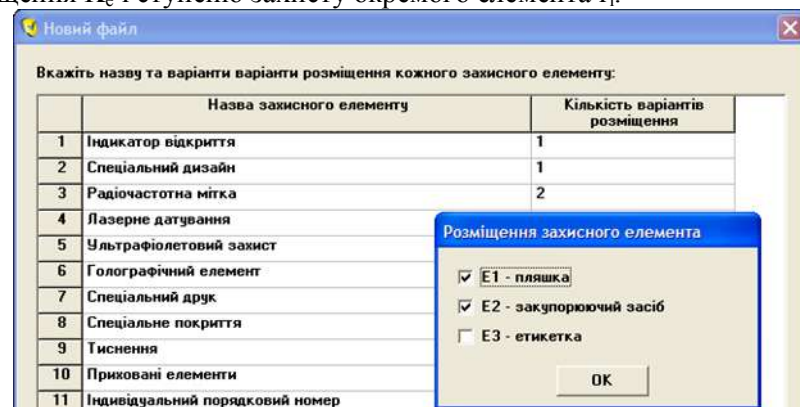 Новий файл
Вкажіть назву та варіанти варіанти розміщення кожного захисного елементу:
Назва захисного елементу
Кількість варіантів розміщення
1 Індикатор відкриття 1
2 Спеціальний дизайн 1
3 Радіочастотна мітка 2
4 Лазерне датування
5 Ультрафіолетовий захист
6 Голографічний елемент
7 Спеціальний друк
8 Спеціальне покриття
9 Тиснення
10 Приховані елементи
11 Індивідуальний порядковий номер
Розміщення захисного елемента
E1 - пляшка
E2 - закупорюючий засіб
E3 - етикетка
OK